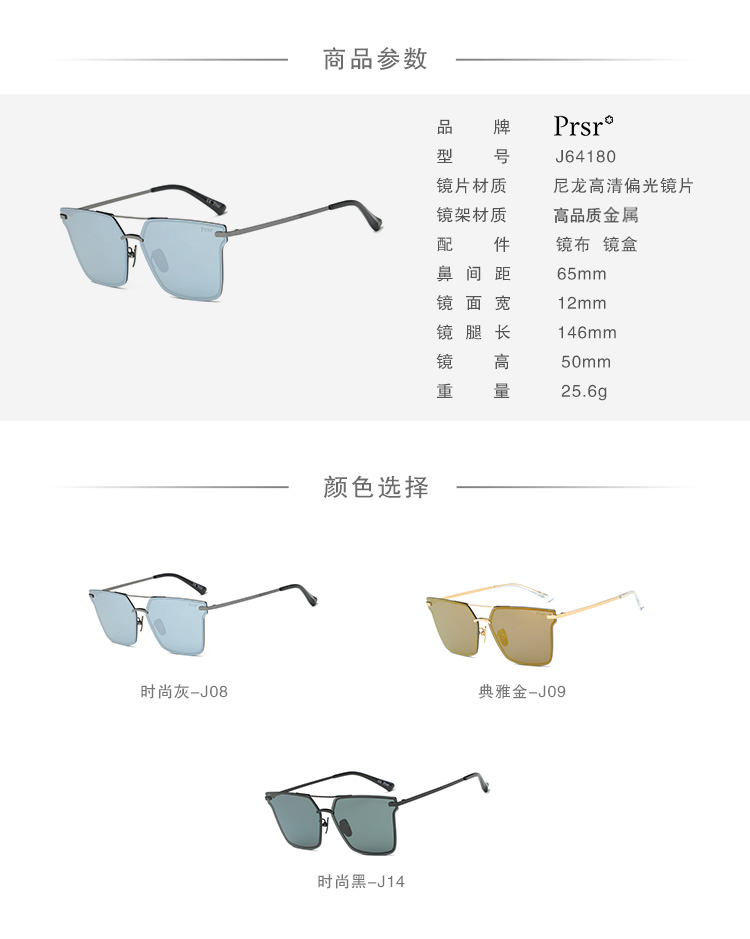 商品参数
品牌 Prsr
型号 J64180
镜片材质 尼龙高清偏光镜片
镜架材质 高品质金属
配件 镜布 镜盒
鼻间距 65mm
镜面宽 12mm
镜腿长 146mm
镜高 50mm
重量 25.6g
颜色选择
时尚灰-J08
典雅金-J09
时尚黑-J14